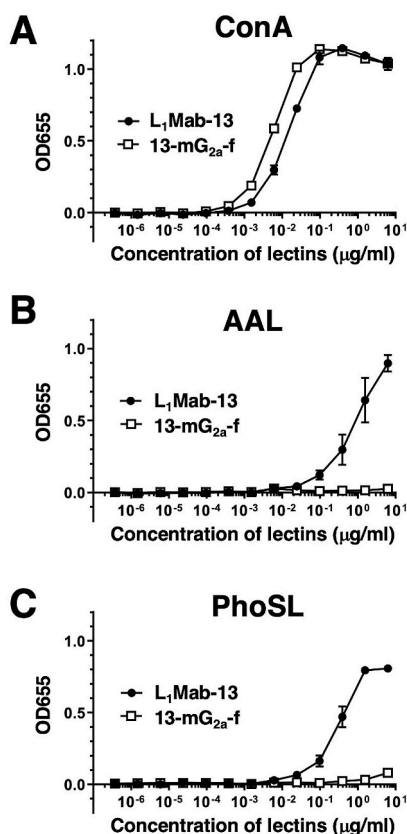 A
ConA
1.0
0.5
0.0
OD655
L₁Mab-13
13-mG₂ₐ-f
10⁻⁶ 10⁻⁵ 10⁻⁴ 10⁻³ 10⁻² 10⁻¹ 10⁰ 10¹
Concentration of lectins (μg/ml)
B
AAL
1.0
0.5
0.0
OD655
L₁Mab-13
13-mG₂ₐ-f
10⁻⁶ 10⁻⁵ 10⁻⁴ 10⁻³ 10⁻² 10⁻¹ 10⁰ 10¹
Concentration of lectins (μg/ml)
C
PhoSL
1.0
0.5
0.0
OD655
L₁Mab-13
13-mG₂ₐ-f
10⁻⁶ 10⁻⁵ 10⁻⁴ 10⁻³ 10⁻² 10⁻¹ 10⁰ 10¹
Concentration of lectins (μg/ml)